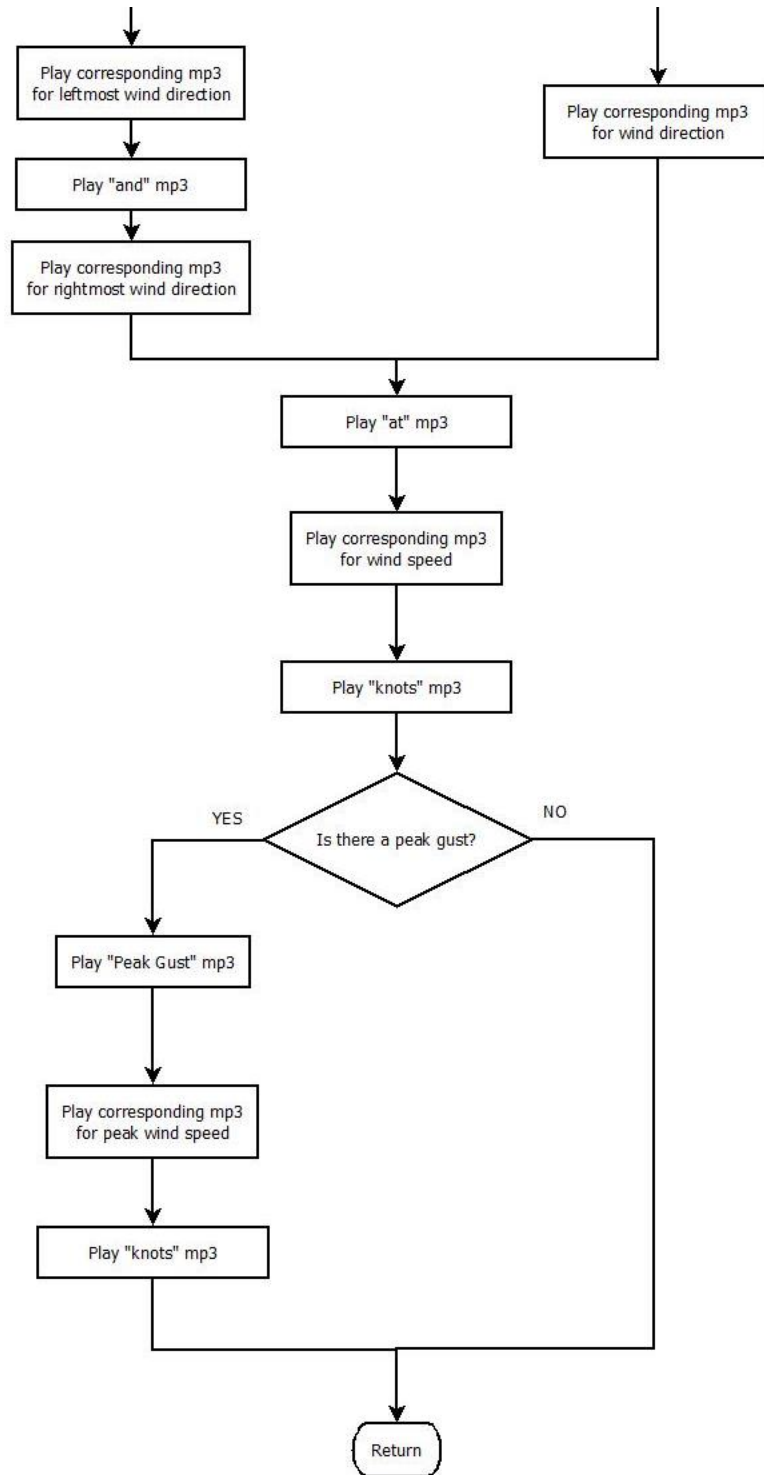 Play corresponding mp3
for leftmost wind direction
Play "and" mp3
Play corresponding mp3
for rightmost wind direction
Play corresponding mp3
for wind direction
Play "at" mp3
Play corresponding mp3
for wind speed
Play "knots" mp3
Is there a peak gust?
YES
NO
Play "Peak Gust" mp3
Play corresponding mp3
for peak wind speed
Play "knots" mp3
Return